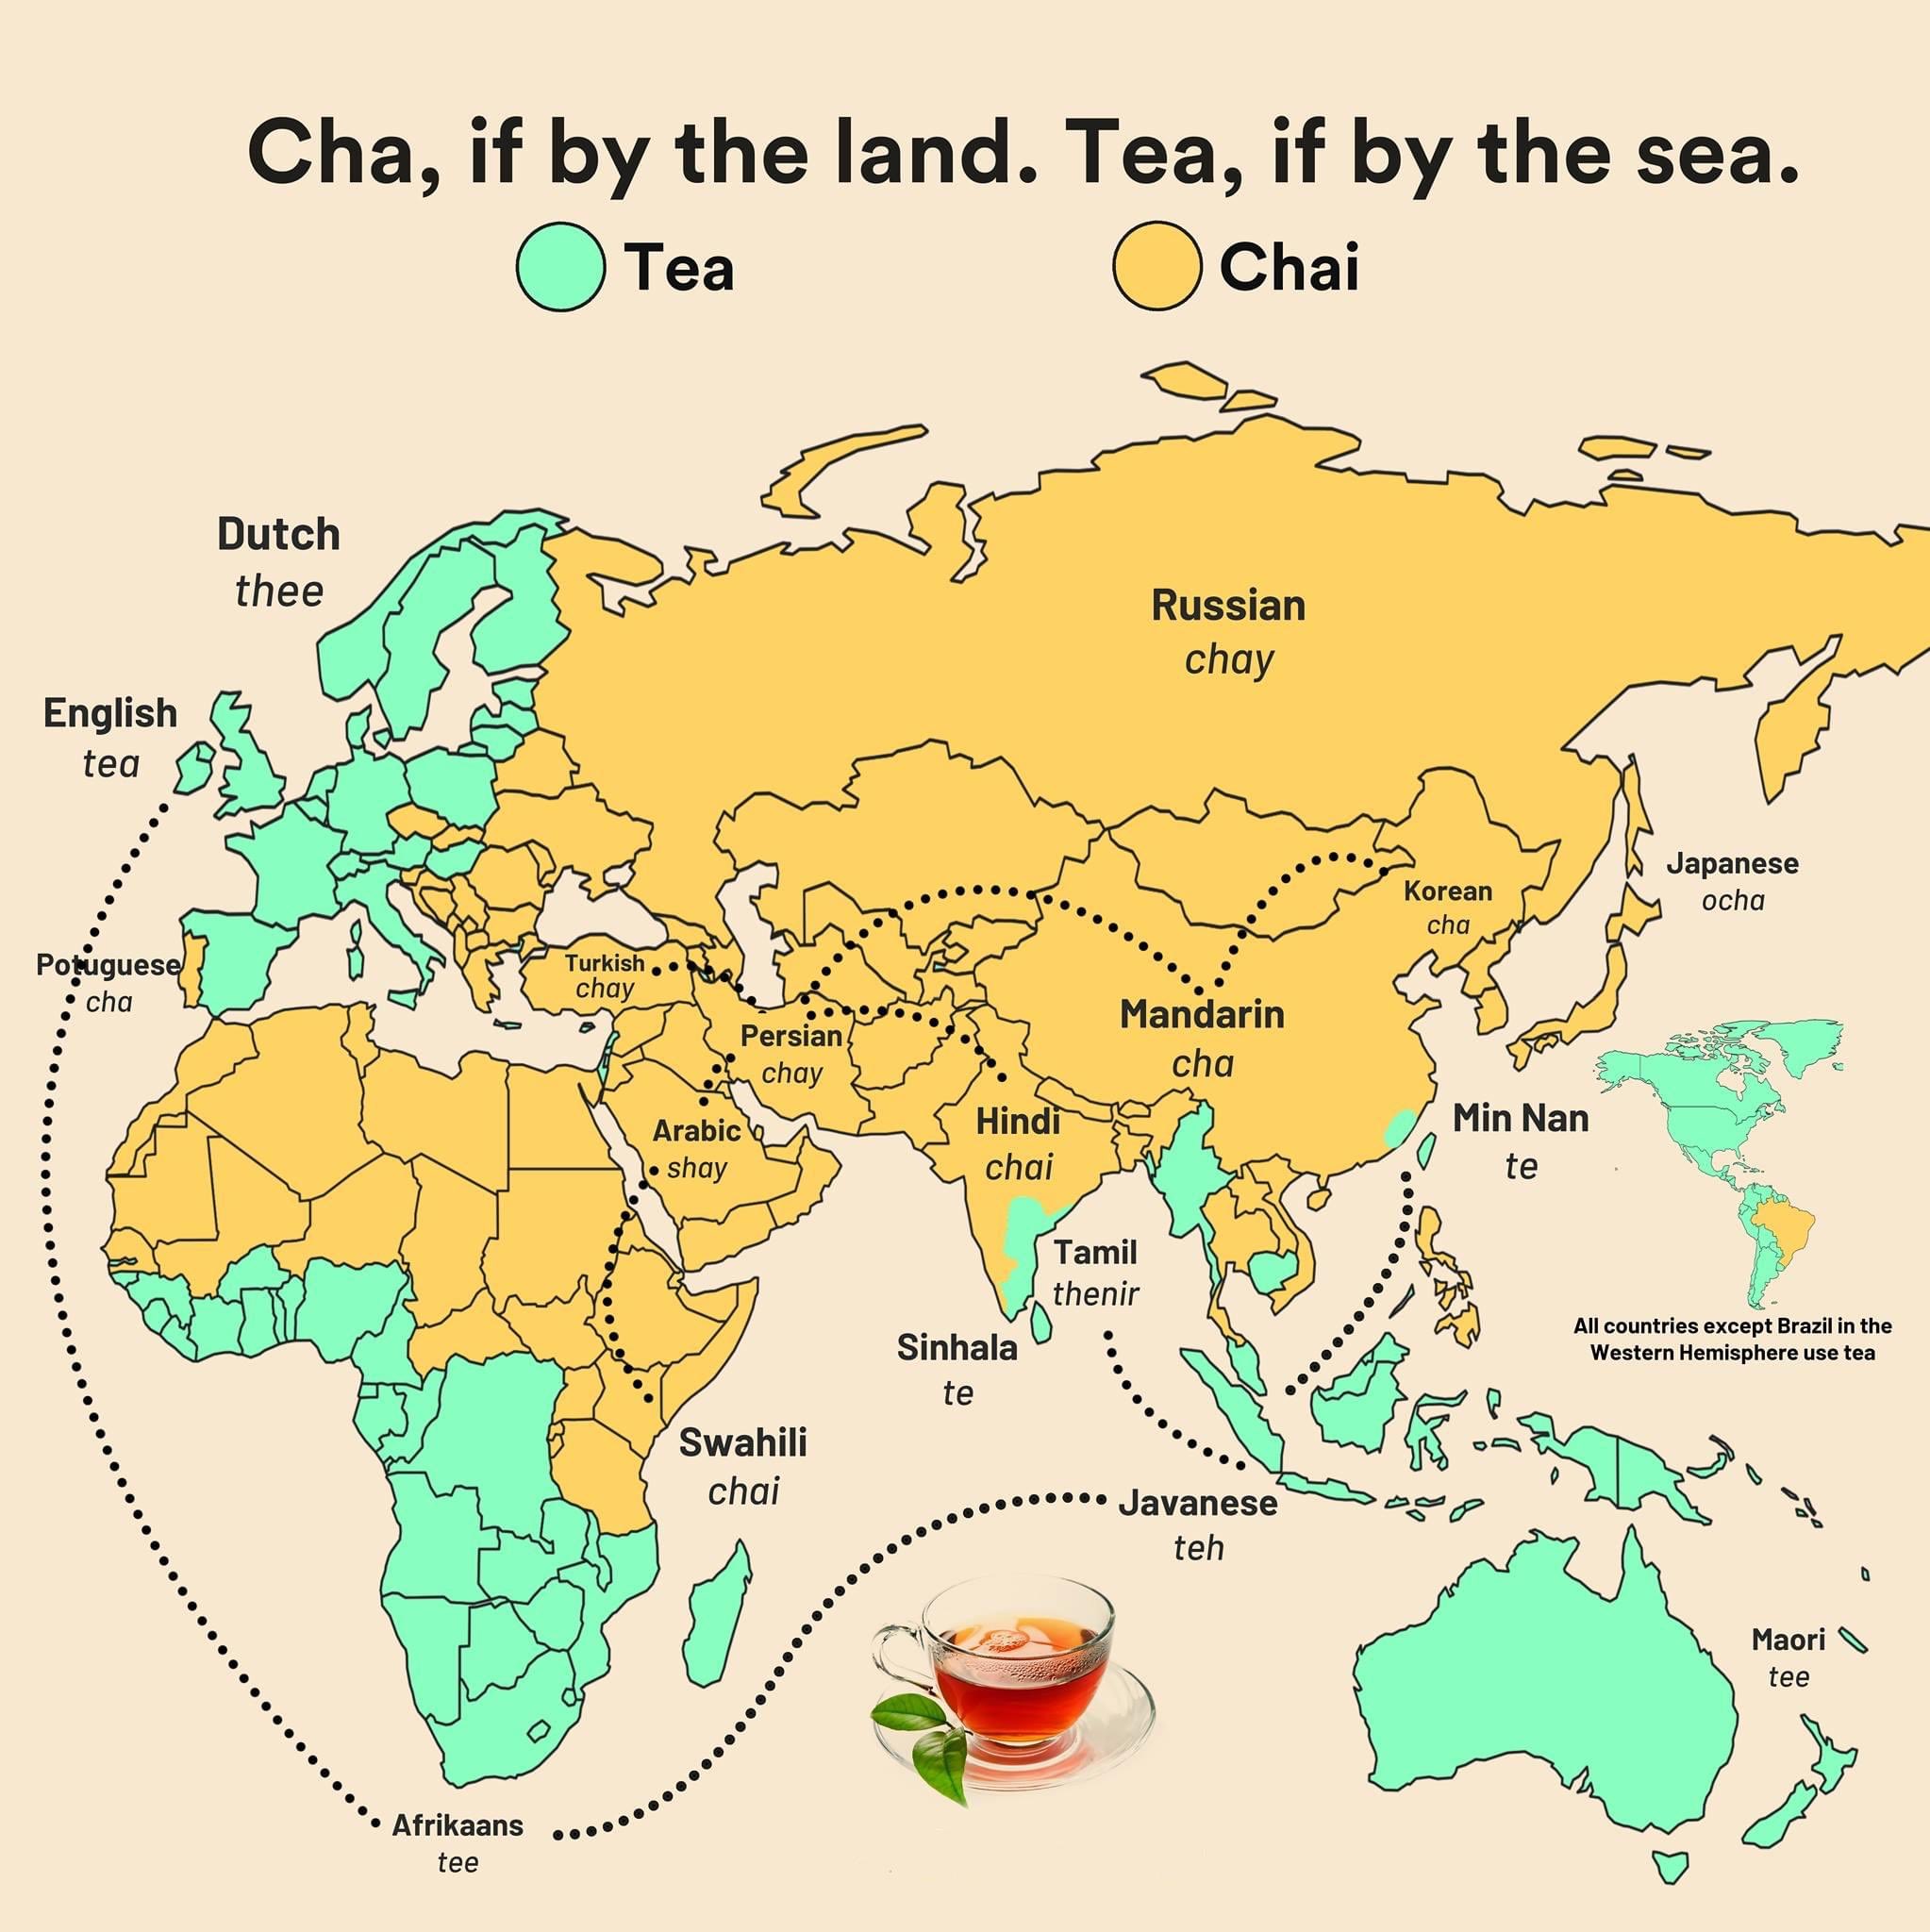 Cha, if by the land. Tea, if by the sea.
Tea
Chai
Dutch
thee
Russian
chay
English
tea
Japanese
ocha
Korean
cha
Potuguese
cha
Turkish
chay
Mandarin
cha
Persian
chay
Hindi
chai
Min Nan
te
Arabic
shay
Tamil
thenir
All countries except Brazil in the
Western Hemisphere use tea
Sinhala
te
Swahili
chai
Javanese
teh
Maori
tee
Afrikaans
tee